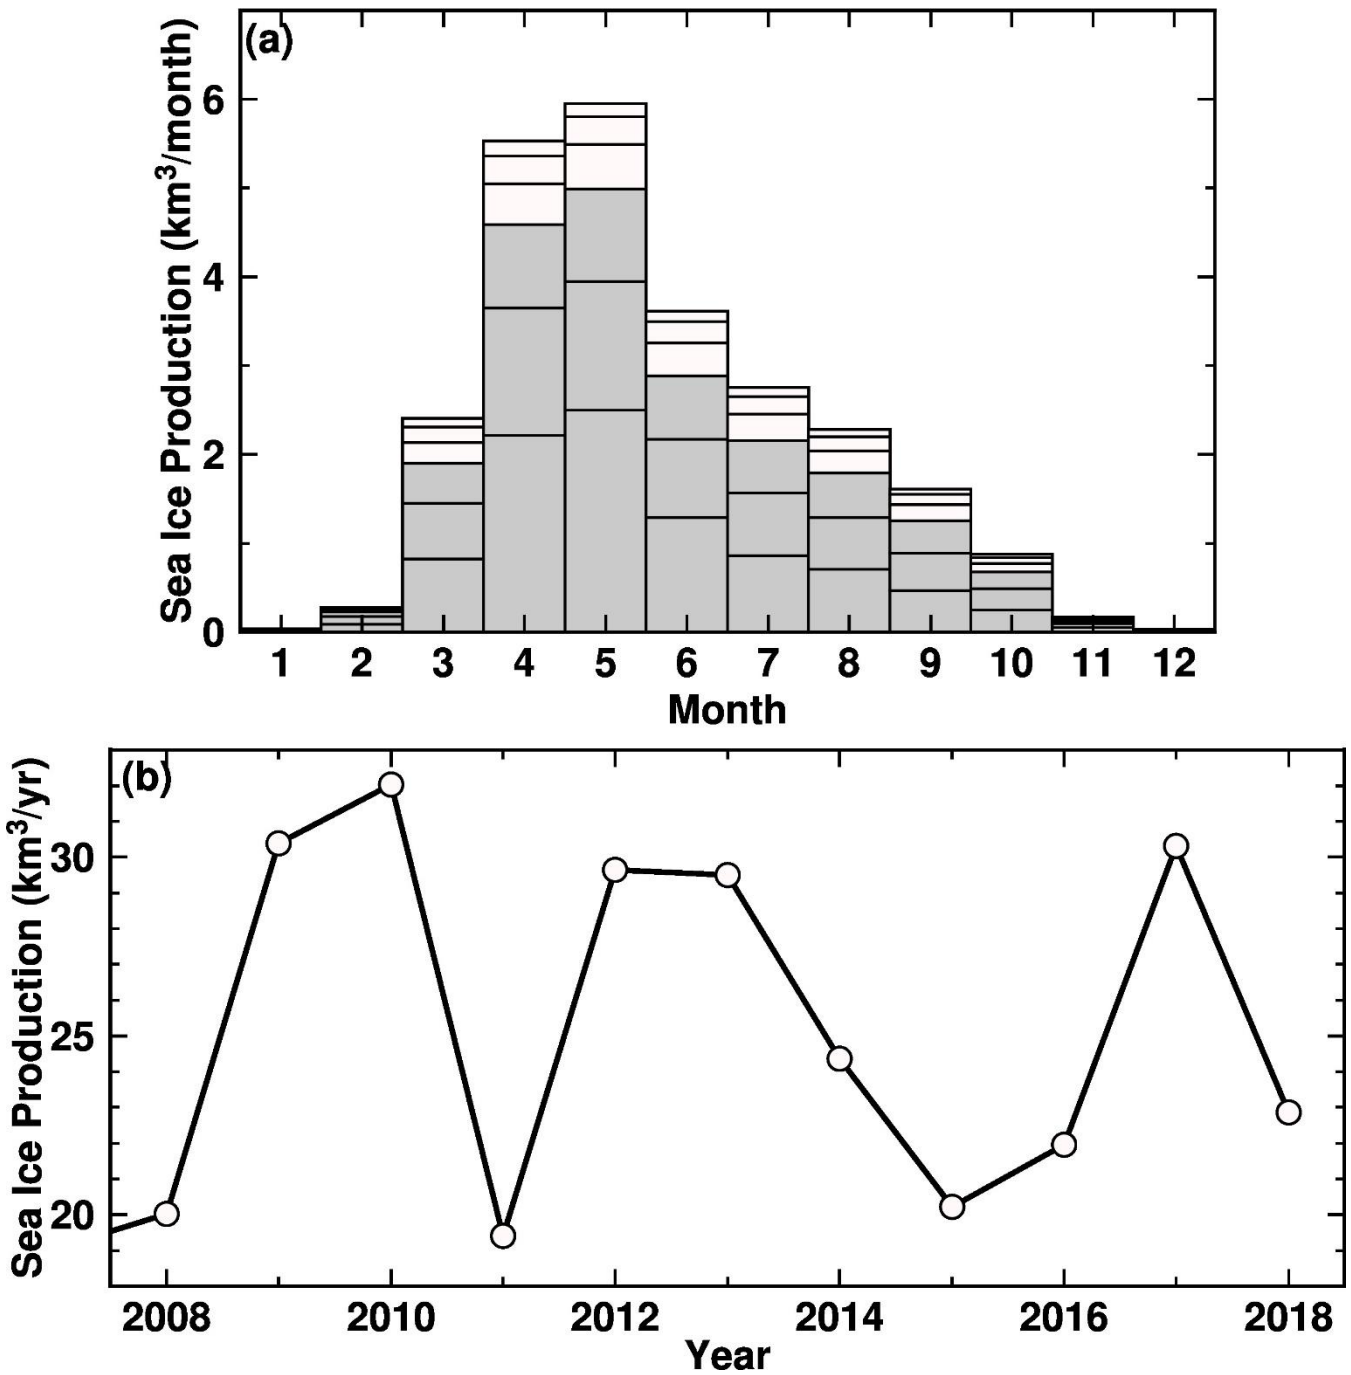 (a)
Sea Ice Production (km³/month)
6
4
2
0
1 2 3 4 5 6 7 8 9 10 11 12
Month
(b)
Sea Ice Production (km³/yr)
30
25
20
2008 2010 2012 2014 2016 2018
Year